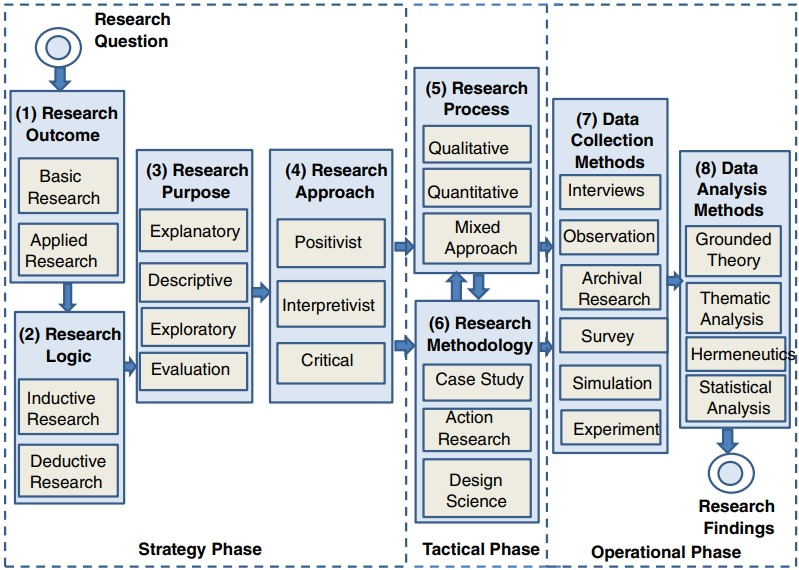 Research
Question
(1) Research
Outcome
Basic
Research
Applied
Research
(2) Research
Logic
Inductive
Research
Deductive
Research
(3) Research
Purpose
Explanatory
Descriptive
Exploratory
Evaluation
(4) Research
Approach
Positivist
Interpretivist
Critical
(5) Research
Process
Qualitative
Quantitative
Mixed
Approach
(6) Research
Methodology
Case Study
Action
Research
Design
Science
(7) Data
Collection
Methods
Interviews
Observation
Archival
Research
Survey
Simulation
Experiment
(8) Data
Analysis
Methods
Grounded
Theory
Thematic
Analysis
Hermeneutics
Statistical
Analysis
Research
Findings
Strategy Phase
Tactical Phase
Operational Phase